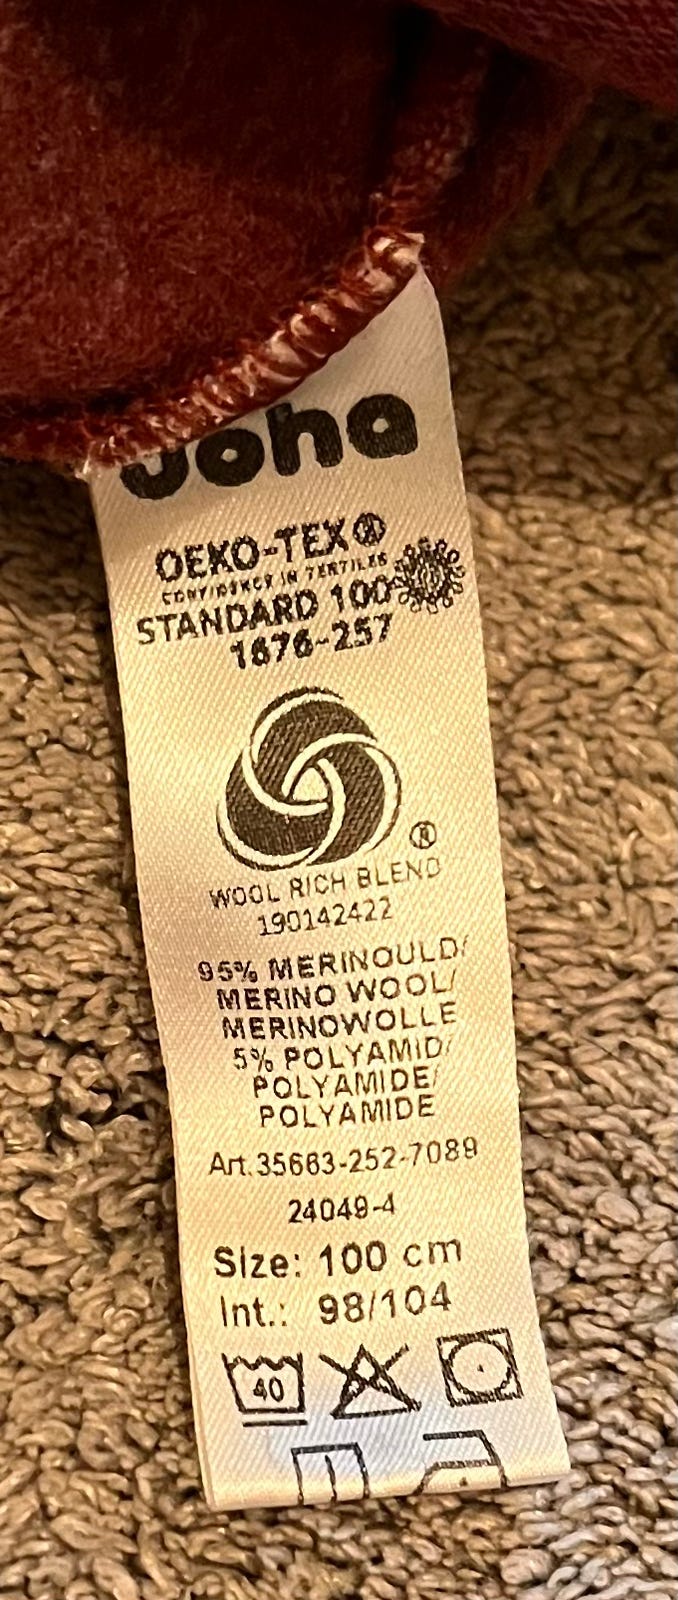 Joha
OEKO-TEX®
CONFIDENCE IN TEXTILES
STANDARD 100
1676-257
®
WOOL RICH BLEND
190142422
95% MERINOULD/
MERINO WOOL/
MERINOWOLLE
5% POLYAMID/
POLYAMIDE/
POLYAMIDE
Art.35663-252-7089
24049-4
Size: 100 cm
Int.: 98/104
40